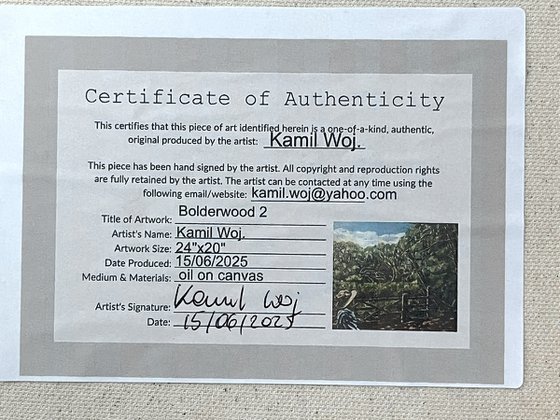 Certificate of Authenticity
This certifies that this piece of art identified herein is a one-of-a-kind, authentic,
original produced by the artist: Kamil Woj.
This piece has been hand signed by the artist. All copyright and reproduction rights
are fully retained by the artist. The artist can be contacted at any time using the
following email/website: kamil.woj@yahoo.com
Title of Artwork: Bolderwood 2
Artist's Name: Kamil Woj.
Artwork Size: 24"x20"
Date Produced: 15/06/2025
Medium & Materials: oil on canvas
Artist's Signature: Kamil Woj
Date: 15/06/2025